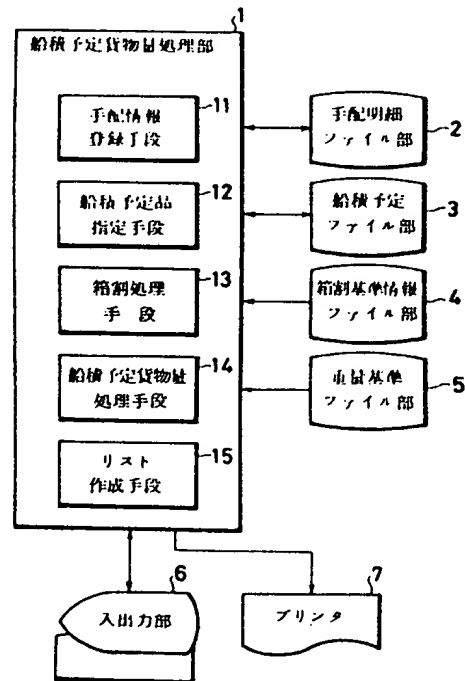 1
船積予定貨物量処理部
11
手配情報
登録手段
12
船積予定品
指定手段
13
箱割処理
手段
14
船積予定貨物量
処理手段
15
リスト
作成手段
手配明細
ファイル部
2
船積予定
ファイル部
3
箱割基準情報
ファイル部
4
重量基準
ファイル部
5
6
入出力部
7
プリンタ